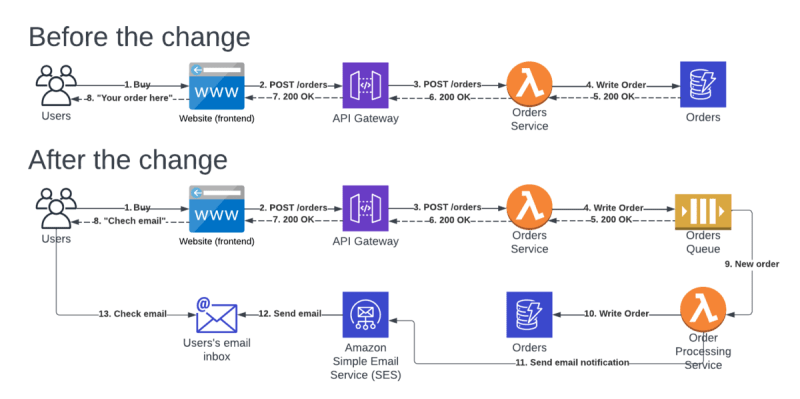 Before the change
1. Buy
8. "Your order here"
Users
WWW
Website (frontend)
2. POST /orders
7. 200 OK
</>
API Gateway
3. POST /orders
6. 200 OK
λ
Orders
Service
4. Write Order
5. 200 OK
Orders
After the change
1. Buy
8. "Chech email"
Users
WWW
Website (frontend)
2. POST /orders
7. 200 OK
</>
API Gateway
3. POST /orders
6. 200 OK
λ
Orders
Service
4. Write Order
5. 200 OK
Orders
Queue
9. New order
13. Check email
@
Users's email
inbox
12. Send email
Amazon
Simple Email
Service (SES)
Orders
10. Write Order
λ
Order
Processing
Service
11. Send email notification